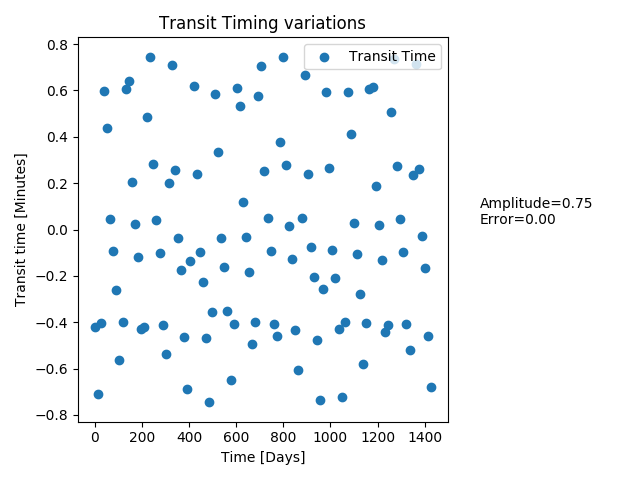 Transit Timing variations
Transit Time
Transit time [Minutes]
0.8
0.6
0.4
0.2
0.0
−0.2
−0.4
−0.6
−0.8
0
200
400
600
800
1000
1200
1400
Time [Days]
Amplitude=0.75
Error=0.00